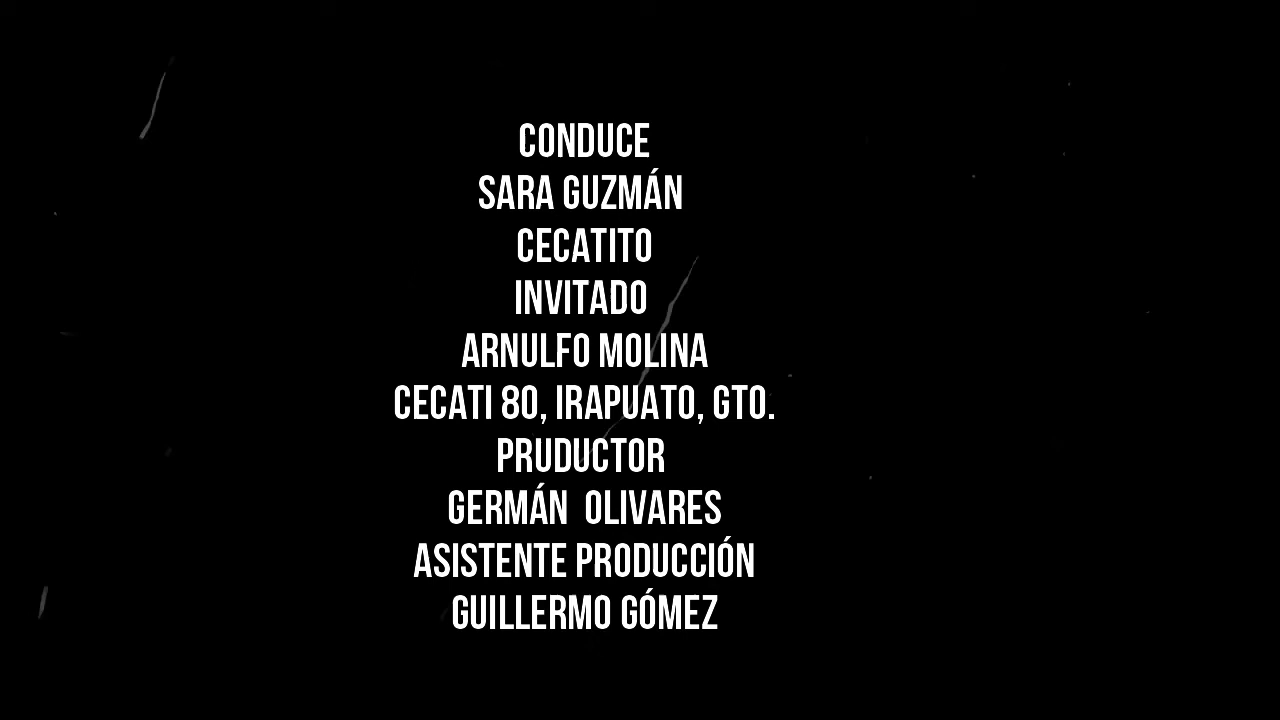 CONDUCE
SARA GUZMÁN
CECATITO
INVITADO
ARNULFO MOLINA
CECATI 80, IRAPUATO, GTO.
PRUDUCTOR
GERMÁN  OLIVARES
ASISTENTE PRODUCCIÓN
GUILLERMO GÓMEZ